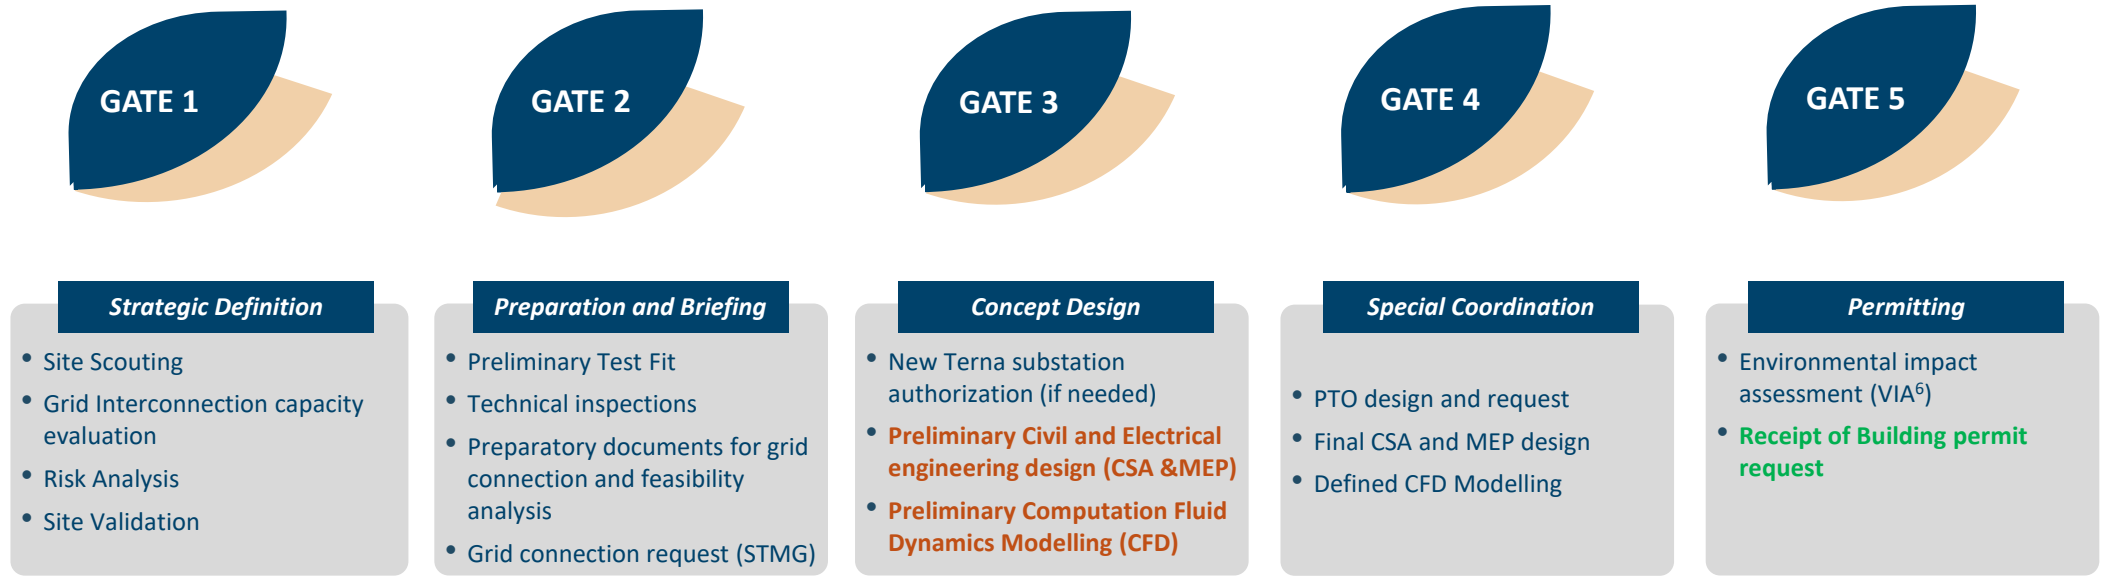 GATE 1
GATE 2
GATE 3
GATE 4
GATE 5
Strategic Definition
• Site Scouting
• Grid Interconnection capacity
evaluation
• Risk Analysis
• Site Validation
Preparation and Briefing
• Preliminary Test Fit
• Technical inspections
• Preparatory documents for grid
connection and feasibility
analysis
• Grid connection request (STMG)
Concept Design
• New Terna substation
authorization (if needed)
• Preliminary Civil and Electrical
engineering design (CSA &MEP)
• Preliminary Computation Fluid
Dynamics Modelling (CFD)
Special Coordination
• PTO design and request
• Final CSA and MEP design
• Defined CFD Modelling
Permitting
• Environmental impact
assessment (VIA⁶)
• Receipt of Building permit
request